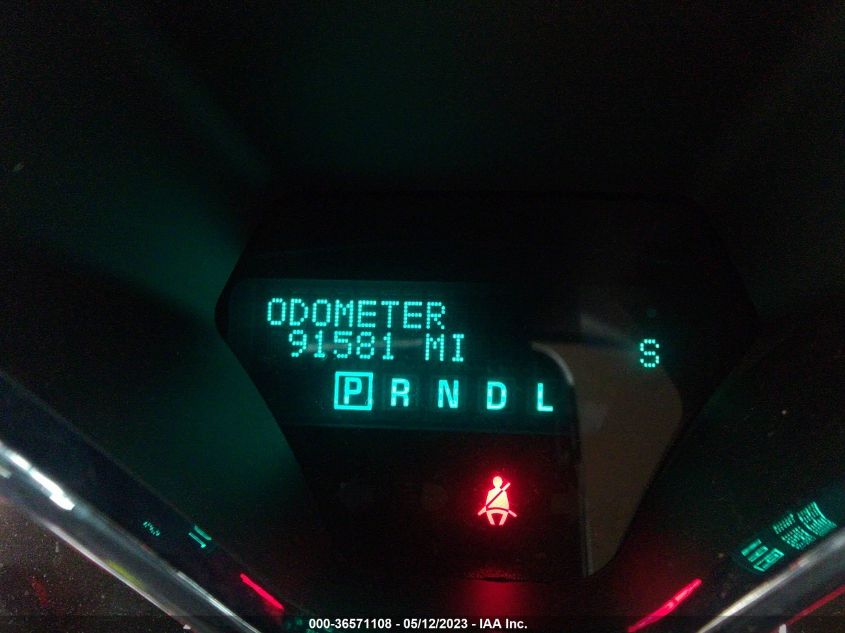 ODOMETER
91581 MI
S
P R N D L
000-36571108 - 05/12/2023 - IAA Inc.